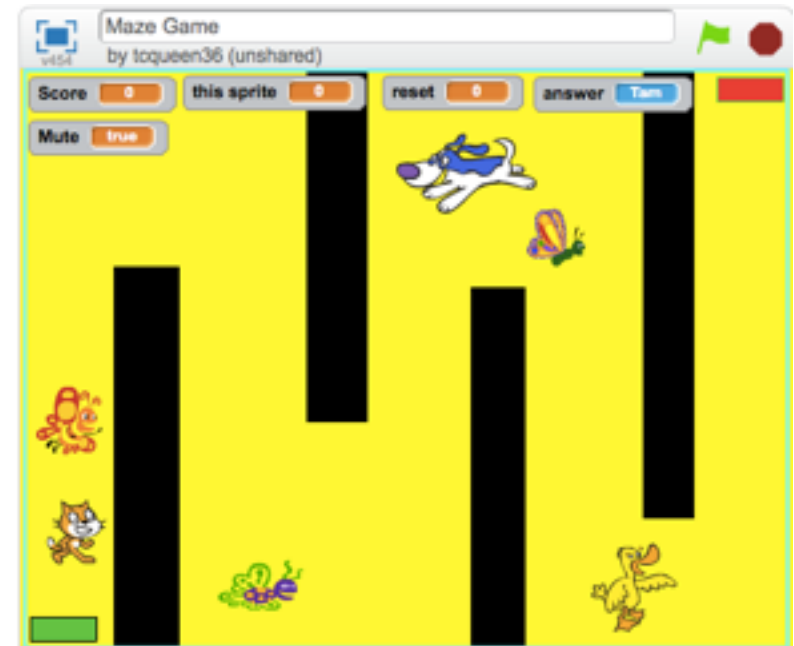 Maze Game
v454
by tcqueen36 (unshared)
Score 0 this sprite 0 reset 0 answer Tam
Mute true